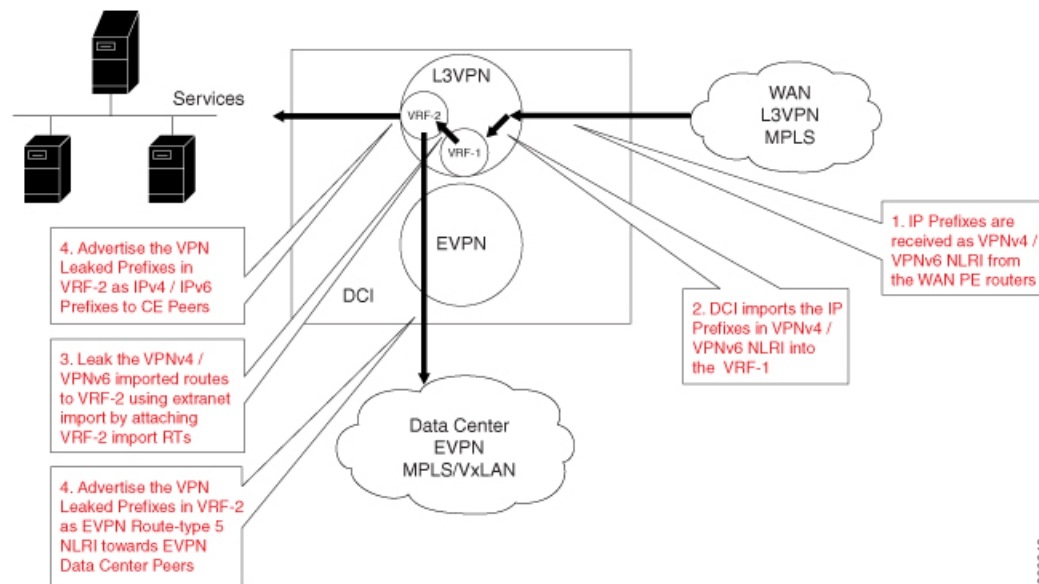 L3VPN
WAN
L3VPN
MPLS
Services
VRF-2
VRF-1
1. IP Prefixes are
received as VPNv4 /
VPNv6 NLRI from
the WAN PE routers
4. Advertise the VPN
Leaked Prefixes in
VRF-2 as IPv4 / IPv6
Prefixes to CE Peers
EVPN
DCI
2. DCI imports the IP
Prefixes in VPNv4 /
VPNv6 NLRI into
the VRF-1
3. Leak the VPNv4 /
VPNv6 imported routes
to VRF-2 using extranet
import by attaching
VRF-2 import RTs
Data Center
EVPN
MPLS/VxLAN
4. Advertise the VPN
Leaked Prefixes in VRF-2
as EVPN Route-type 5
NLRI towards EVPN
Data Center Peers